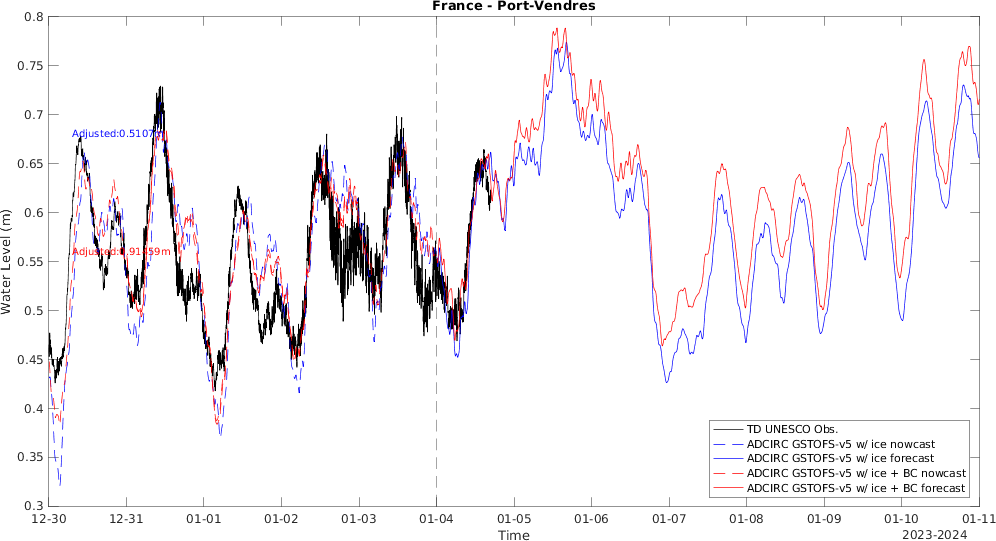 France - Port-Vendres
Water Level (m)
0.8
0.75
0.7
0.65
0.6
0.55
0.5
0.45
0.4
0.35
0.3
Adjusted:0.5107m
TD UNESCO Obs.
ADCIRC GSTOFS-v5 w/ ice nowcast
ADCIRC GSTOFS-v5 w/ ice forecast
ADCIRC GSTOFS-v5 w/ ice + BC nowcast
ADCIRC GSTOFS-v5 w/ ice + BC forecast
12-30 12-31 01-01 01-02 01-03 01-04 01-05 01-06 01-07 01-08 01-09 01-10 01-11
Time
2023-2024